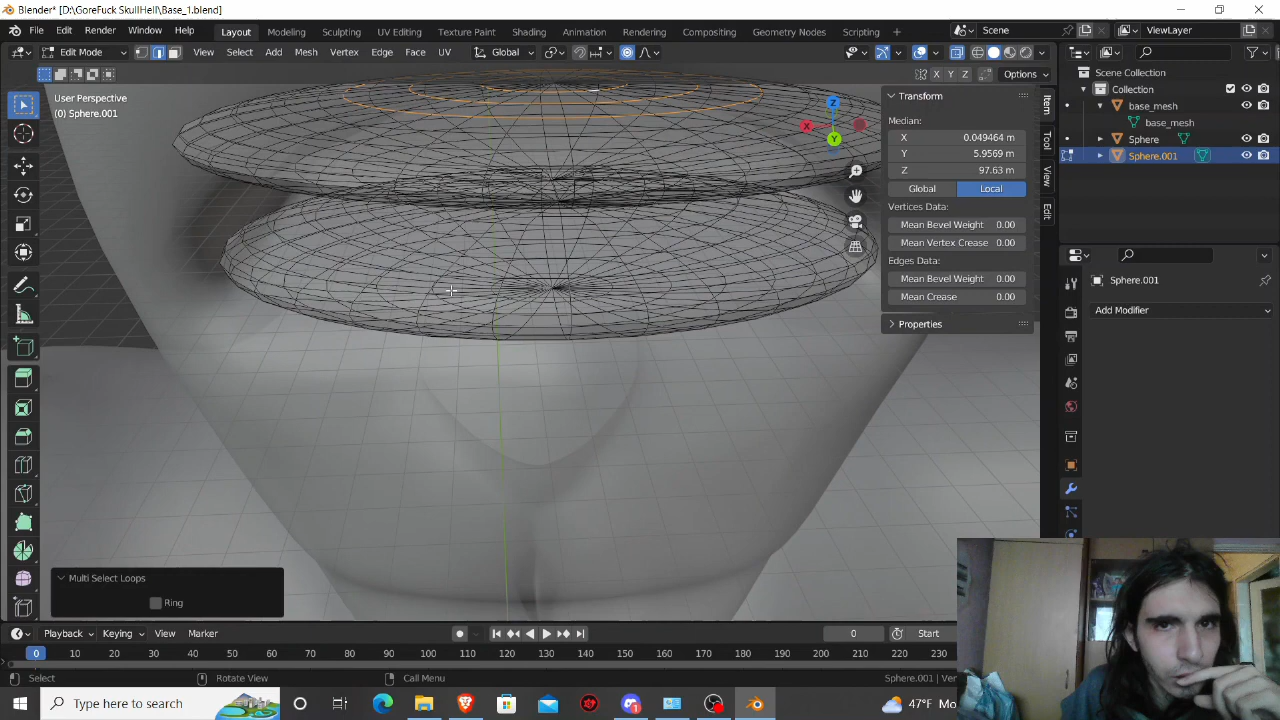 Blender* [D:\GoreFuck SkullHell\Base_1.blend]
File Edit Render Window Help Layout Modeling Sculpting UV Editing Texture Paint Shading Animation Rendering Compositing Geometry Nodes Scripting + Scene ViewLayer
Edit Mode View Select Add Mesh Vertex Edge Face UV Global
X Y Z Options
User Perspective
(0) Sphere.001
Z
X
Y
Transform
Median:
X 0.049464 m
Y 5.9569 m
Z 97.63 m
Global Local
Vertices Data:
Mean Bevel Weight 0.00
Mean Vertex Crease 0.00
Edges Data:
Mean Bevel Weight 0.00
Mean Crease 0.00
Properties
Item
Tool
View
Edit
Scene Collection
Collection
base_mesh
base_mesh
Sphere
Sphere.001
Sphere.001
Add Modifier
Multi Select Loops
Ring
Playback Keying View Marker 0 Start
0 10 20 30 40 50 60 70 80 90 100 110 120 130 140 150 160 170 180 190 200 210 220 230
Select Rotate View Call Menu Sphere.001 | Ver
Type here to search 1 47°F Mo